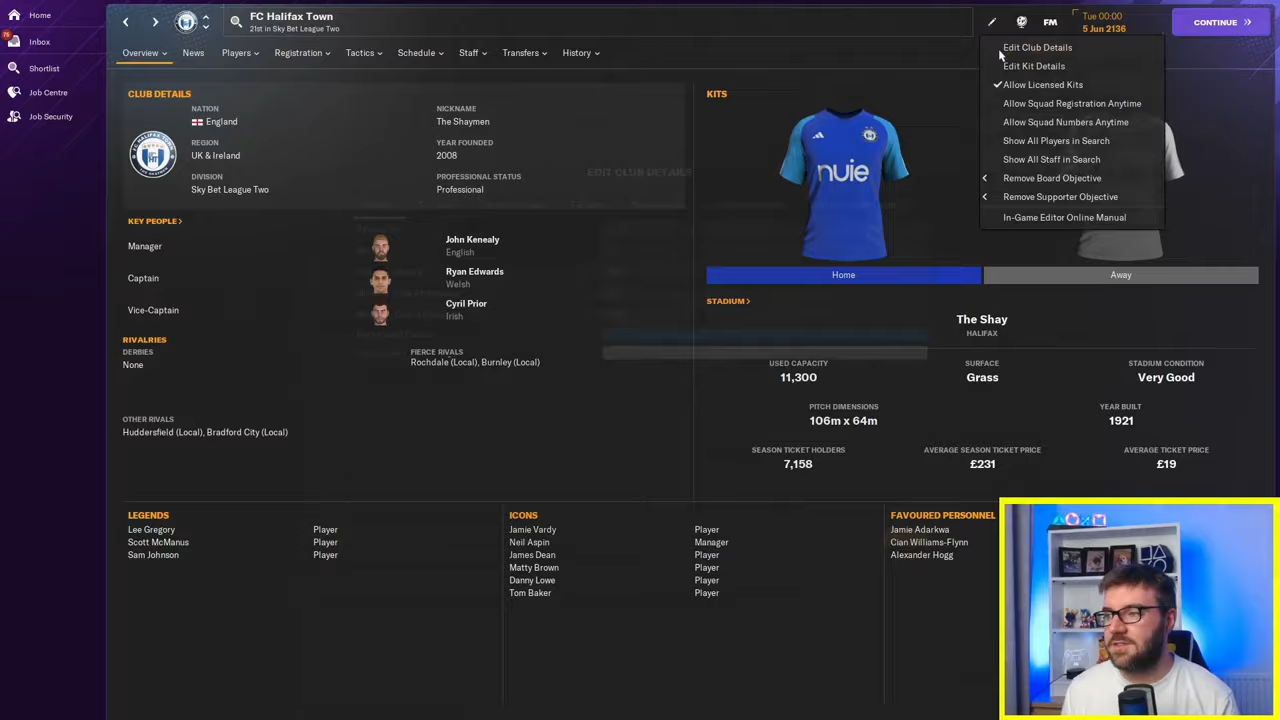 Home
76
Inbox
Shortlist
Job Centre
Job Security
FC Halifax Town
21st in Sky Bet League Two
FM
Tue 00:00
5 Jun 2136
CONTINUE
Overview
News
Players
Registration
Tactics
Schedule
Staff
Transfers
History
Edit Club Details
Edit Kit Details
Allow Licensed Kits
Allow Squad Registration Anytime
Allow Squad Numbers Anytime
Show All Players in Search
Show All Staff in Search
Remove Board Objective
Remove Supporter Objective
In-Game Editor Online Manual
CLUB DETAILS
NATION
England
NICKNAME
The Shaymen
REGION
UK & Ireland
YEAR FOUNDED
2008
DIVISION
Sky Bet League Two
PROFESSIONAL STATUS
Professional
EDIT CLUB DETAILS
KEY PEOPLE
Manager
John Kenealy
English
Captain
Ryan Edwards
Welsh
Vice-Captain
Cyril Prior
Irish
RIVALRIES
DERBIES
None
FIERCE RIVALS
Rochdale (Local), Burnley (Local)
OTHER RIVALS
Huddersfield (Local), Bradford City (Local)
KITS
nuie
Home
Away
STADIUM
The Shay
HALIFAX
USED CAPACITY
11,300
SURFACE
Grass
STADIUM CONDITION
Very Good
PITCH DIMENSIONS
106m x 64m
YEAR BUILT
1921
SEASON TICKET HOLDERS
7,158
AVERAGE SEASON TICKET PRICE
£231
AVERAGE TICKET PRICE
£19
LEGENDS
Lee Gregory Player
Scott McManus Player
Sam Johnson Player
ICONS
Jamie Vardy Player
Neil Aspin Manager
James Dean Player
Matty Brown Player
Danny Lowe Player
Tom Baker Player
FAVOURED PERSONNEL
Jamie Adarkwa
Cian Williams-Flynn
Alexander Hogg